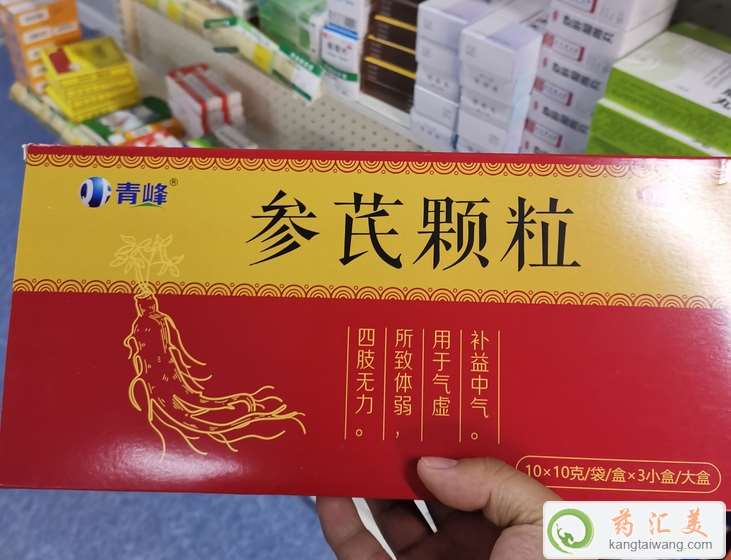 青峰®
参芪颗粒
补益中气。
用于气虚
所致体弱，
四肢无力。
10×10克/袋/盒×3小盒/大盒
药汇美
kangtaiwang.com